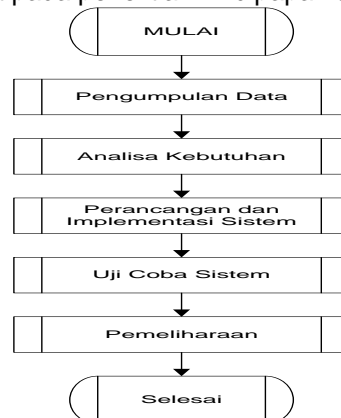 MULAI
Pengumpulan Data
Analisa Kebutuhan
Perancangan dan
Implementasi Sistem
Uji Coba Sistem
Pemeliharaan
Selesai